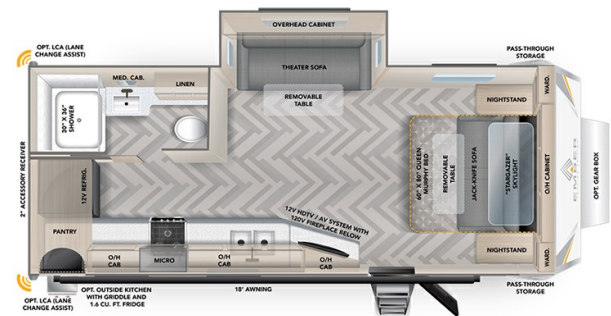 OVERHEAD CABINET
OPT. LCA (LANE
CHANGE ASSIST)
THEATER SOFA
PASS-THROUGH
STORAGE
MED. CAB.
LINEN
WARD.
REMOVABLE
TABLE
NIGHTSTAND
30" X 36"
SHOWER
2" ACCESSORY RECEIVER
12V REFRIG.
60" X 80" QUEEN
MURPHY BED
REMOVABLE
TABLE
JACK-KNIFE SOFA
"STARGAZER"
SKYLIGHT
O/H CABINET
EMBER
OPT. GEAR BOX
PANTRY
12V HDTV / AV SYSTEM WITH
120V FIREPLACE BELOW
NIGHTSTAND
WARD.
O/H
CAB
MICRO
O/H
CAB
O/H
CAB
OPT. LCA (LANE
CHANGE ASSIST)
OPT. OUTSIDE KITCHEN
WITH GRIDDLE AND
1.6 CU. FT. FRIDGE
18' AWNING
PASS-THROUGH
STORAGE